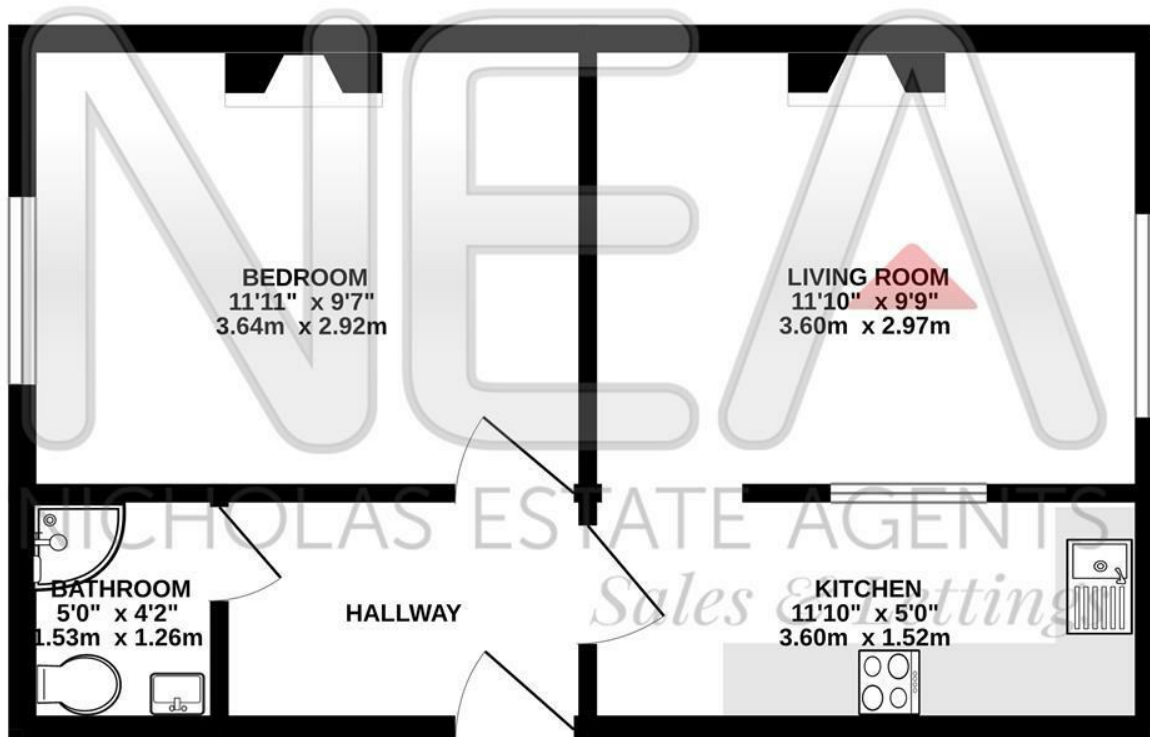 NEA
BEDROOM
11'11" x 9'7"
3.64m x 2.92m
LIVING ROOM
11'10" x 9'9"
3.60m x 2.97m
NICHOLAS ESTATE AGENTS
Sales & Lettings
BATHROOM
5'0" x 4'2"
1.53m x 1.26m
HALLWAY
KITCHEN
11'10" x 5'0"
3.60m x 1.52m